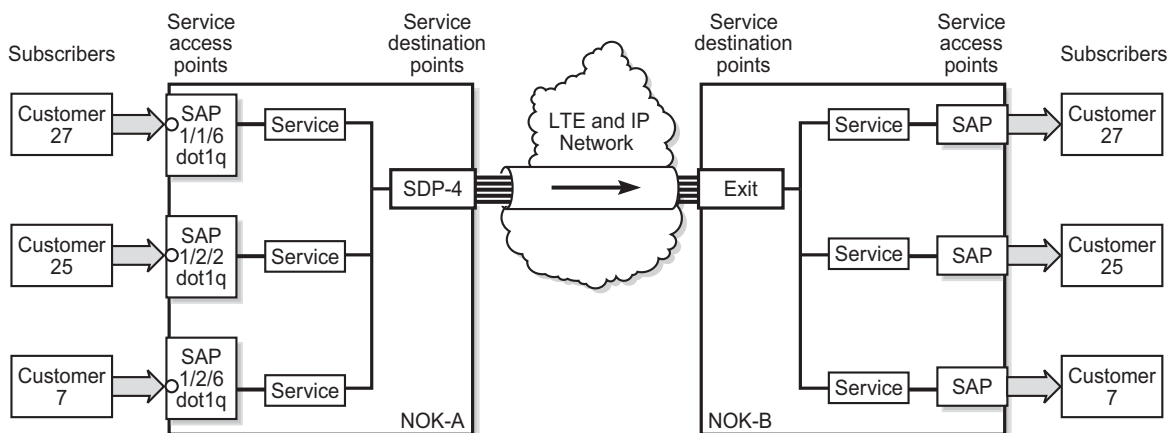 Subscribers
Service
access
points
Service
destination
points
Service
destination
points
Service
access
points
Subscribers
Customer
27
SAP
1/1/6
dot1q
Service
LTE and IP
Network
Service
SAP
Customer
27
SDP-4
Exit
Customer
25
SAP
1/2/2
dot1q
Service
Service
SAP
Customer
25
Customer
7
SAP
1/2/6
dot1q
Service
Service
SAP
Customer
7
NOK-A
NOK-B